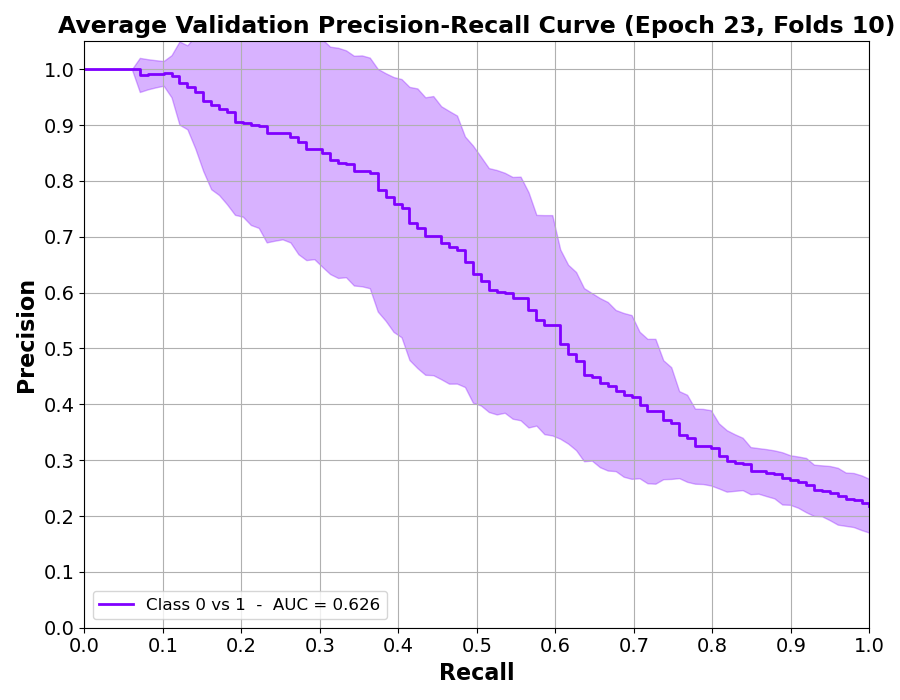 Average Validation Precision-Recall Curve (Epoch 23, Folds 10)
1.0
0.9
0.8
0.7
0.6
0.5
0.4
0.3
0.2
0.1
0.0
Precision
Class 0 vs 1 - AUC = 0.626
0.0 0.1 0.2 0.3 0.4 0.5 0.6 0.7 0.8 0.9 1.0
Recall